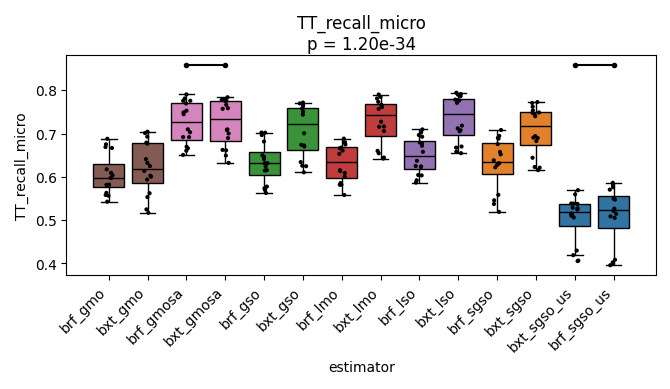 TT_recall_micro
p = 1.20e-34
TT_recall_micro
0.8
0.7
0.6
0.5
0.4
brf_gmo
bxt_gmo
brf_gmosa
bxt_gmosa
brf_gso
bxt_gso
brf_lmo
bxt_lmo
brf_lso
bxt_lso
brf_sgso
bxt_sgso
bxt_sgso_us
brf_sgso_us
estimator